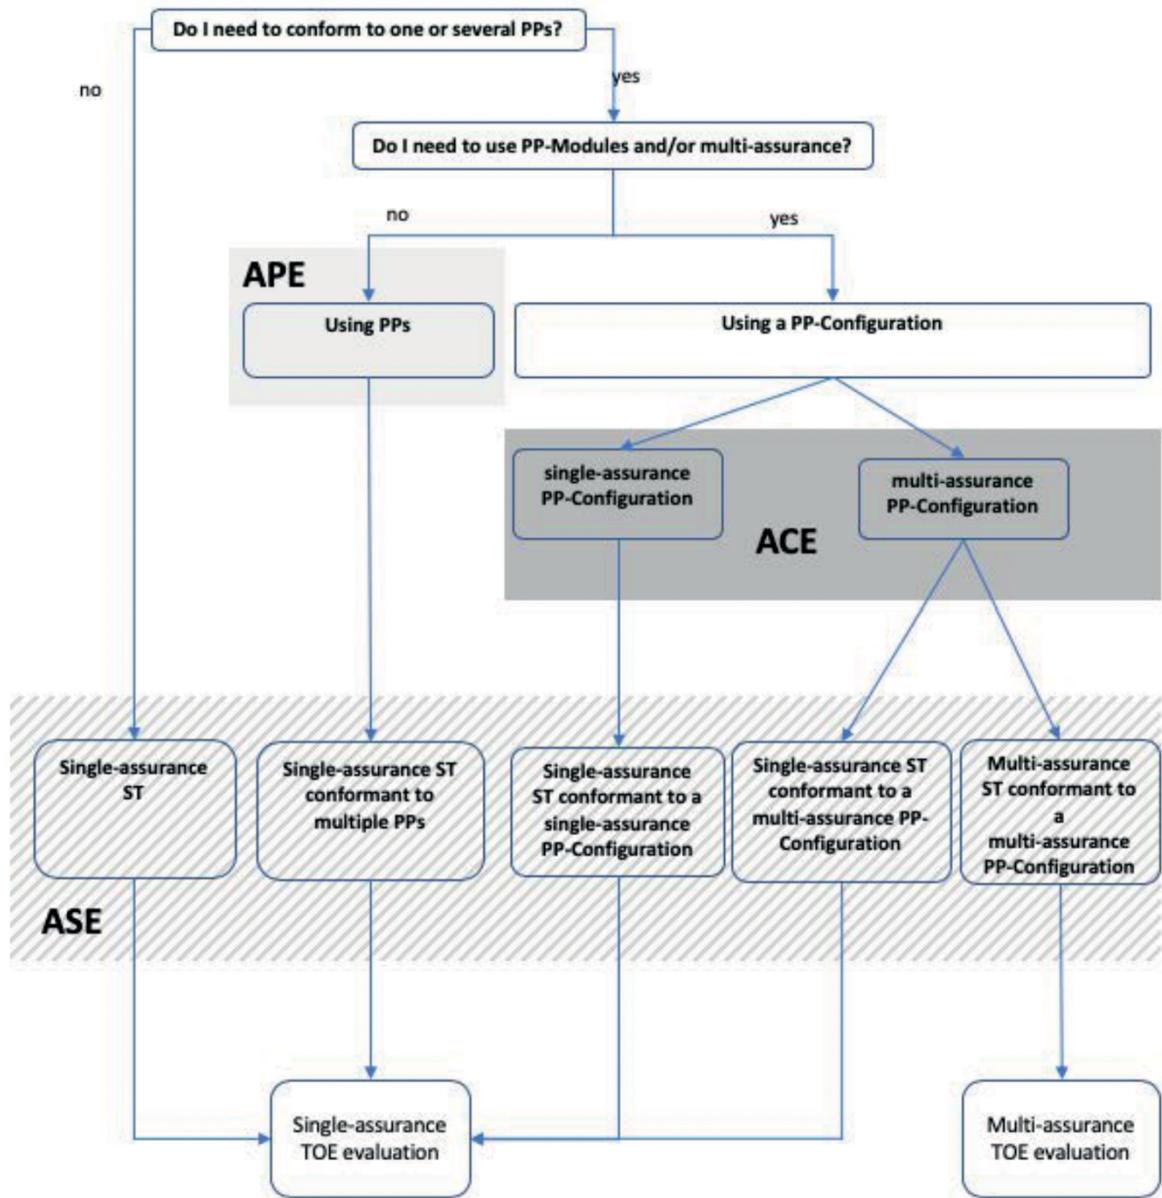 Do I need to conform to one or several PPs?
no
yes
Do I need to use PP-Modules and/or multi-assurance?
no
yes
APE
Using PPs
Using a PP-Configuration
single-assurance
PP-Configuration
multi-assurance
PP-Configuration
ACE
Single-assurance
ST
Single-assurance ST
conformant to
multiple PPs
Single-assurance
ST conformant to a
single-assurance
PP-Configuration
Single-assurance ST
conformant to a
multi-assurance PP-
Configuration
Multi-assurance
ST conformant to
a
multi-assurance
PP-Configuration
ASE
Single-assurance
TOE evaluation
Multi-assurance
TOE evaluation